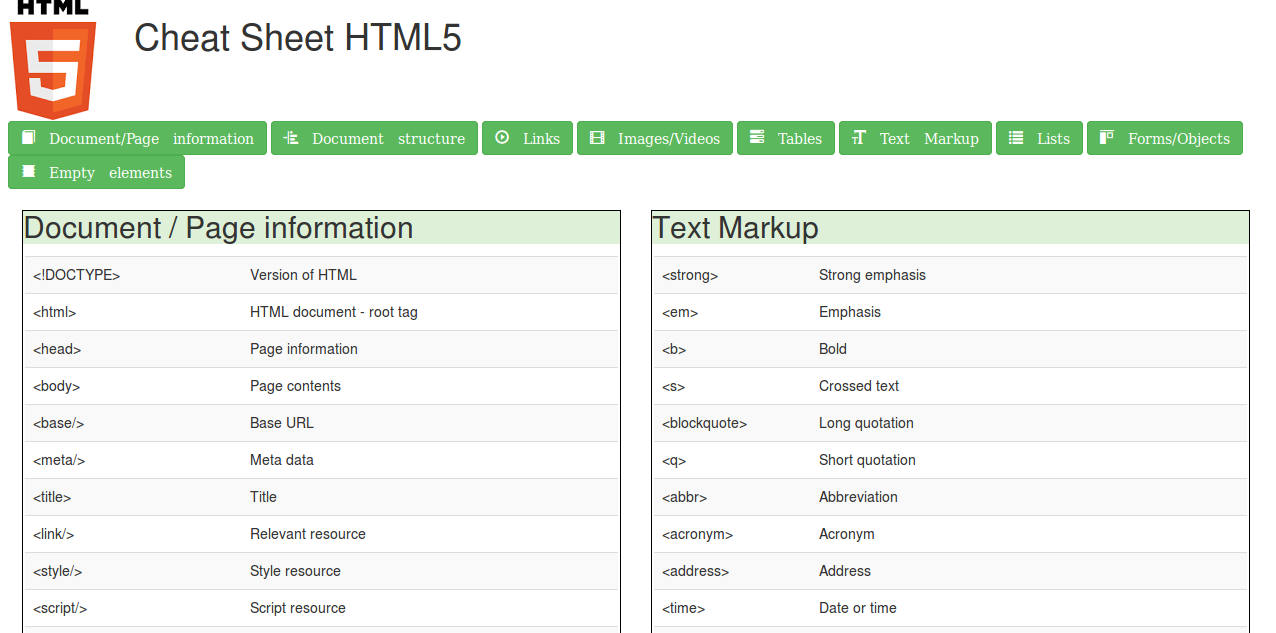 HTML
5
Cheat Sheet HTML5
Document/Page information
Document structure
Links
Images/Videos
Tables
Text Markup
Lists
Forms/Objects
Empty elements
Document / Page information
<!DOCTYPE> Version of HTML
<html> HTML document - root tag
<head> Page information
<body> Page contents
<base/> Base URL
<meta/> Meta data
<title> Title
<link/> Relevant resource
<style/> Style resource
<script/> Script resource
Text Markup
<strong> Strong emphasis
<em> Emphasis
<b> Bold
<s> Crossed text
<blockquote> Long quotation
<q> Short quotation
<abbr> Abbreviation
<acronym> Acronym
<address> Address
<time> Date or time